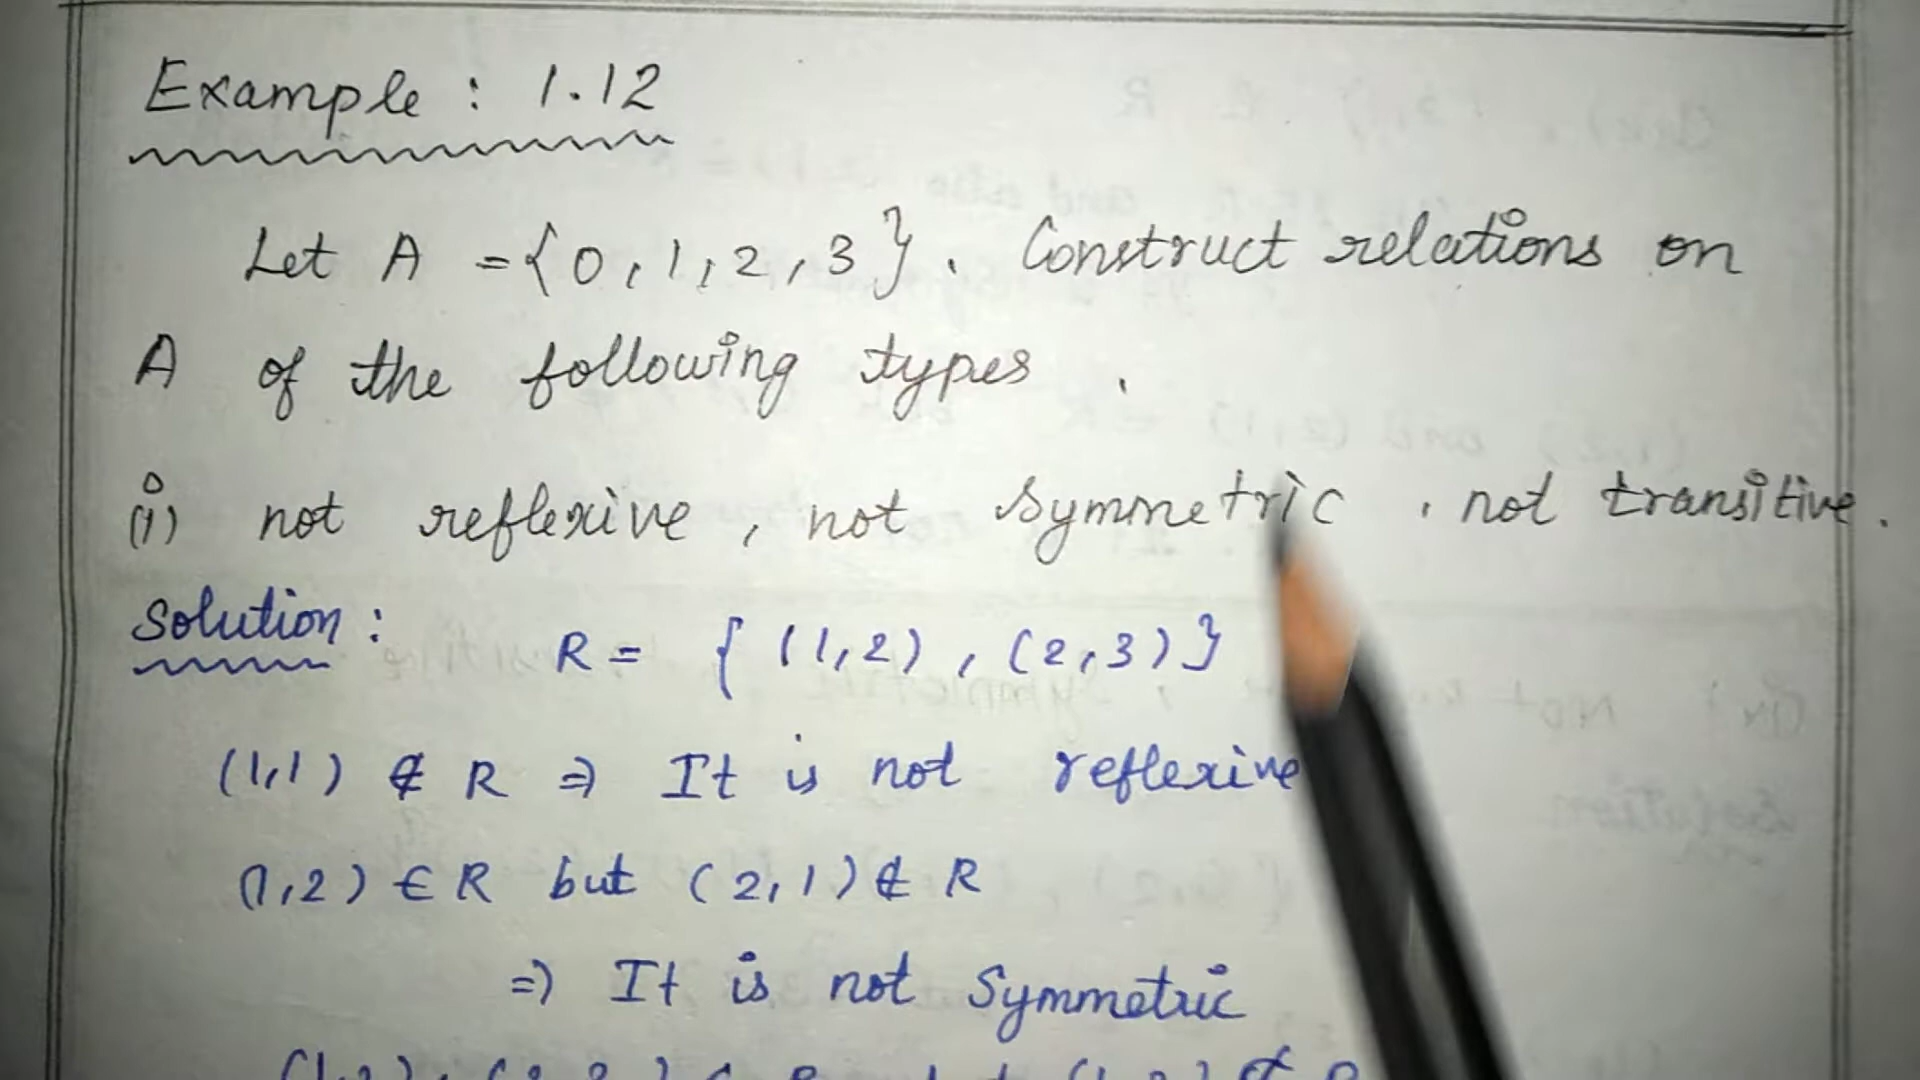 Example : 1.12
Let A = {0, 1, 2, 3}. Construct relations on
A of the following types.
(i) not reflexive, not symmetric, not transitive.
Solution :
R = { (1,2), (2,3) }
(1,1) ∉ R ⇒ It is not reflexive
(1,2) ∈ R but (2,1) ∉ R
⇒ It is not Symmetric